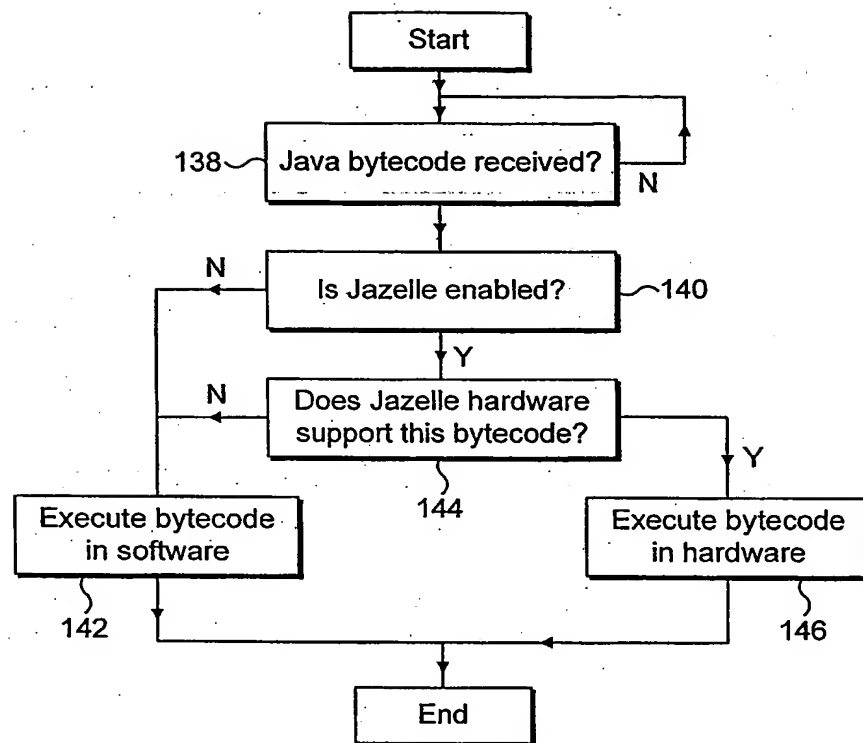 Start
138
Java bytecode received?
N
N
Is Jazelle enabled?
140
Y
N
Does Jazelle hardware
support this bytecode?
Y
144
Execute bytecode
in software
Execute bytecode
in hardware
142
146
End